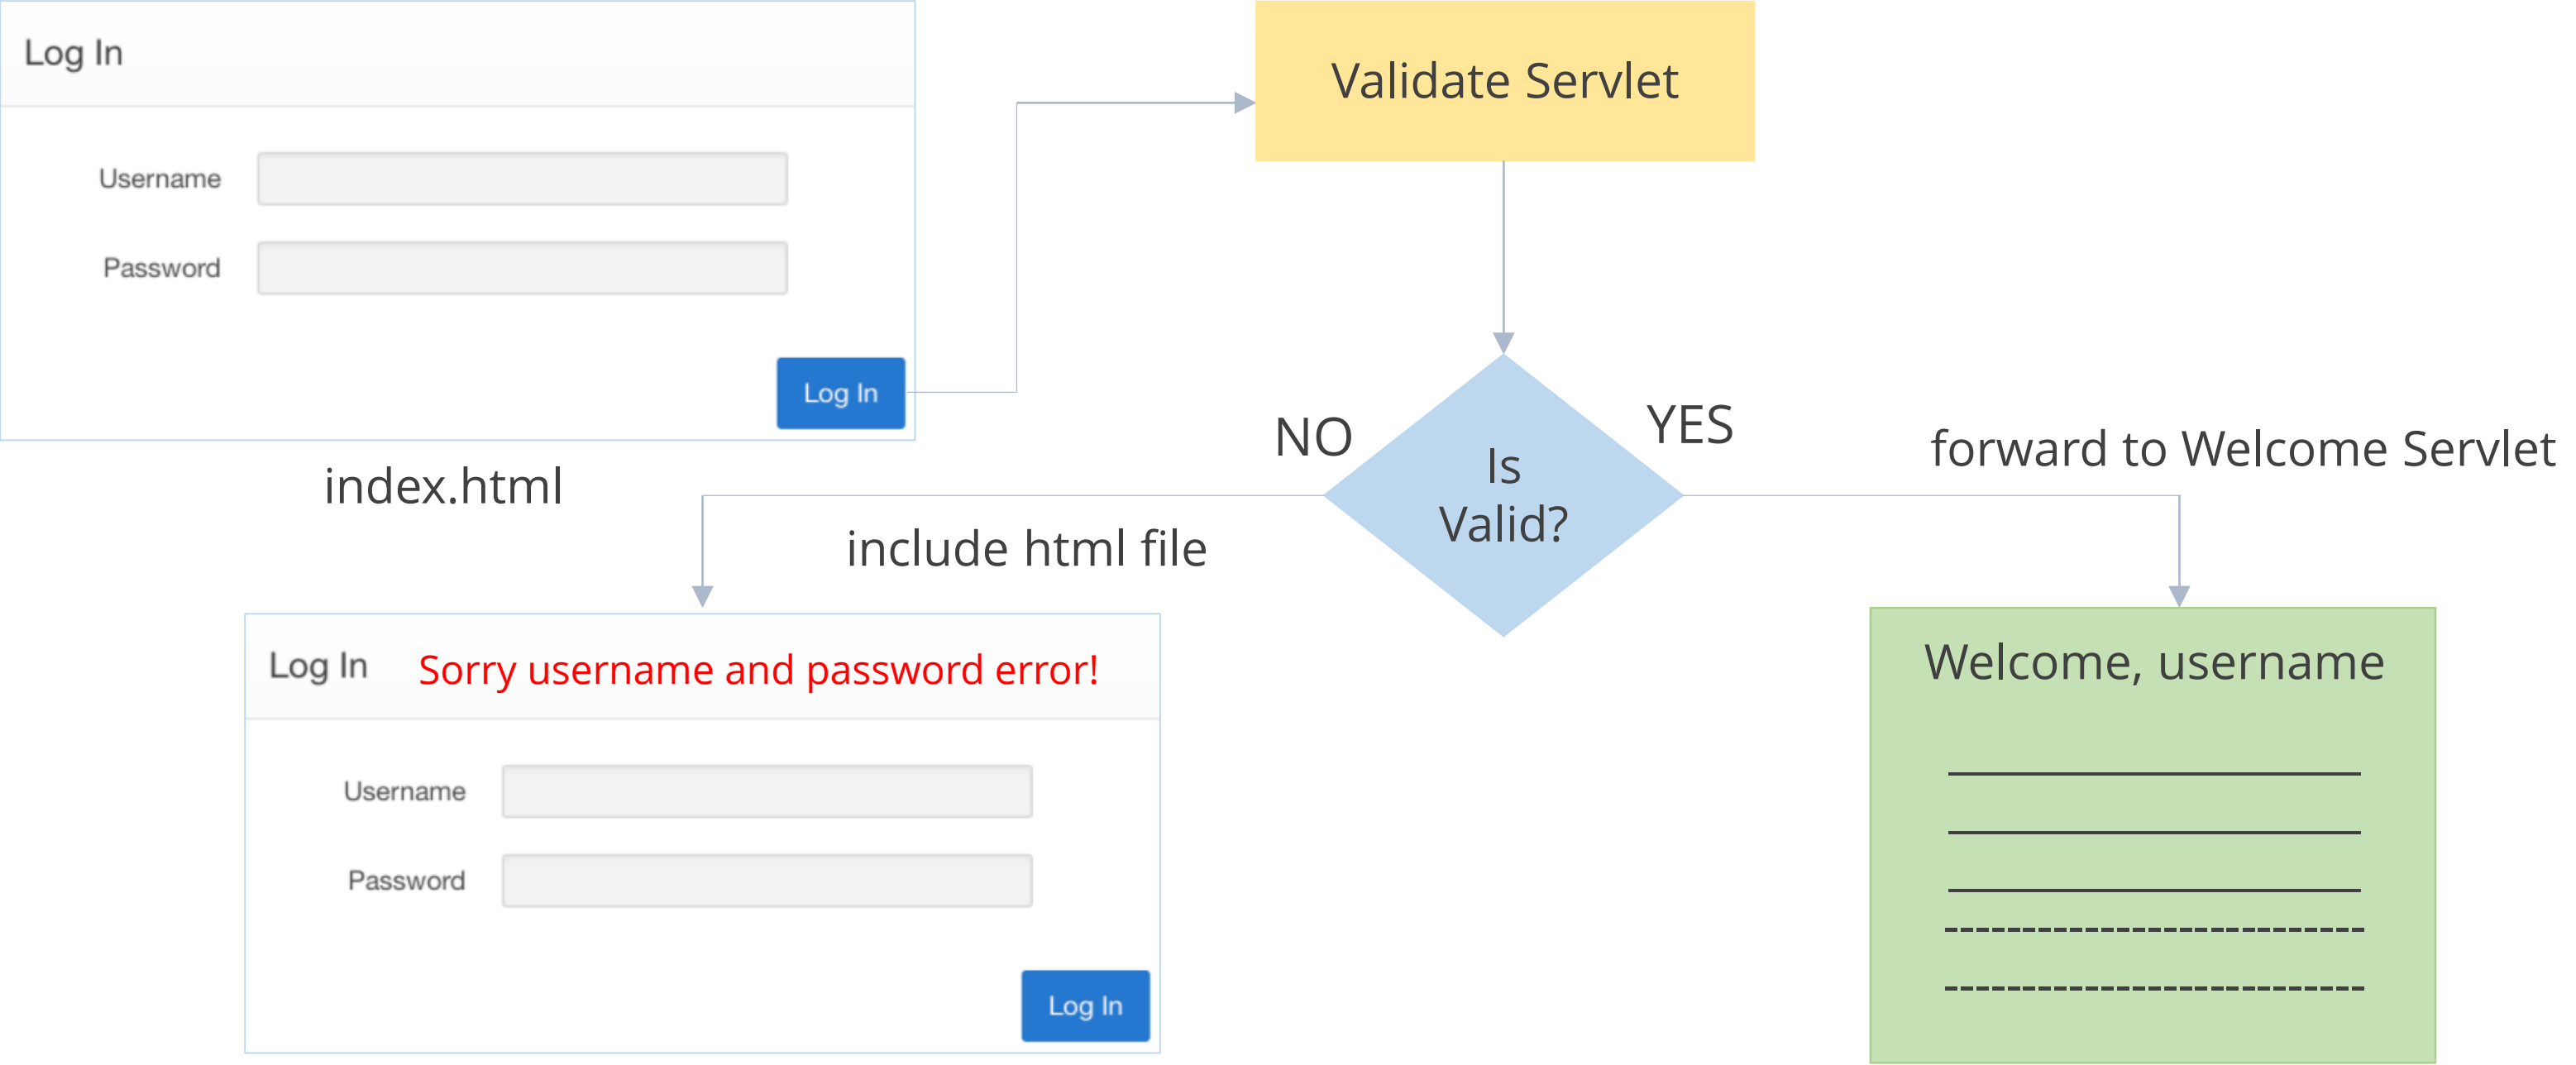 Log In
Username
Password
Log In
index.html
Validate Servlet
Is
Valid?
NO
YES
include html file
forward to Welcome Servlet
Log In
Sorry username and password error!
Username
Password
Log In
Welcome, username